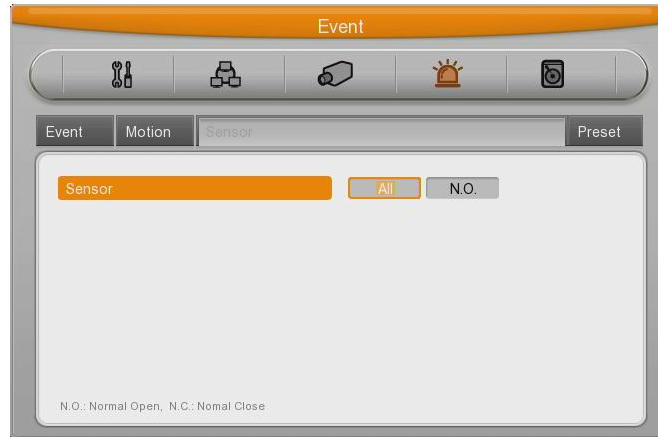 Event
Event Motion Sensor Preset
Sensor All N.O.
N.O.: Normal Open, N.C.: Nomal Close